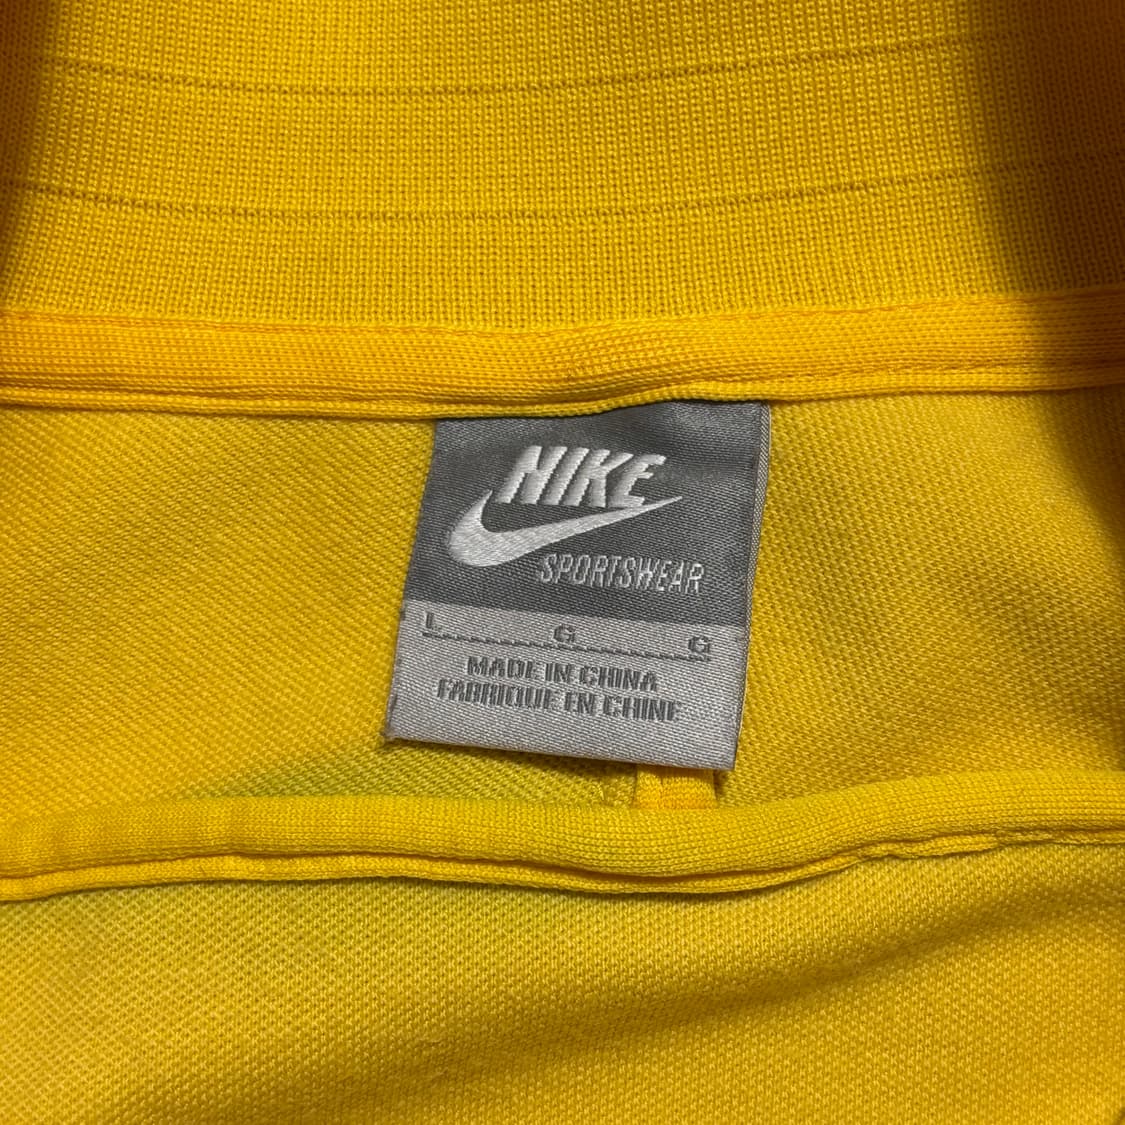 NIKE
SPORTSWEAR
L G G
MADE IN CHINA
FABRIQUE EN CHINE